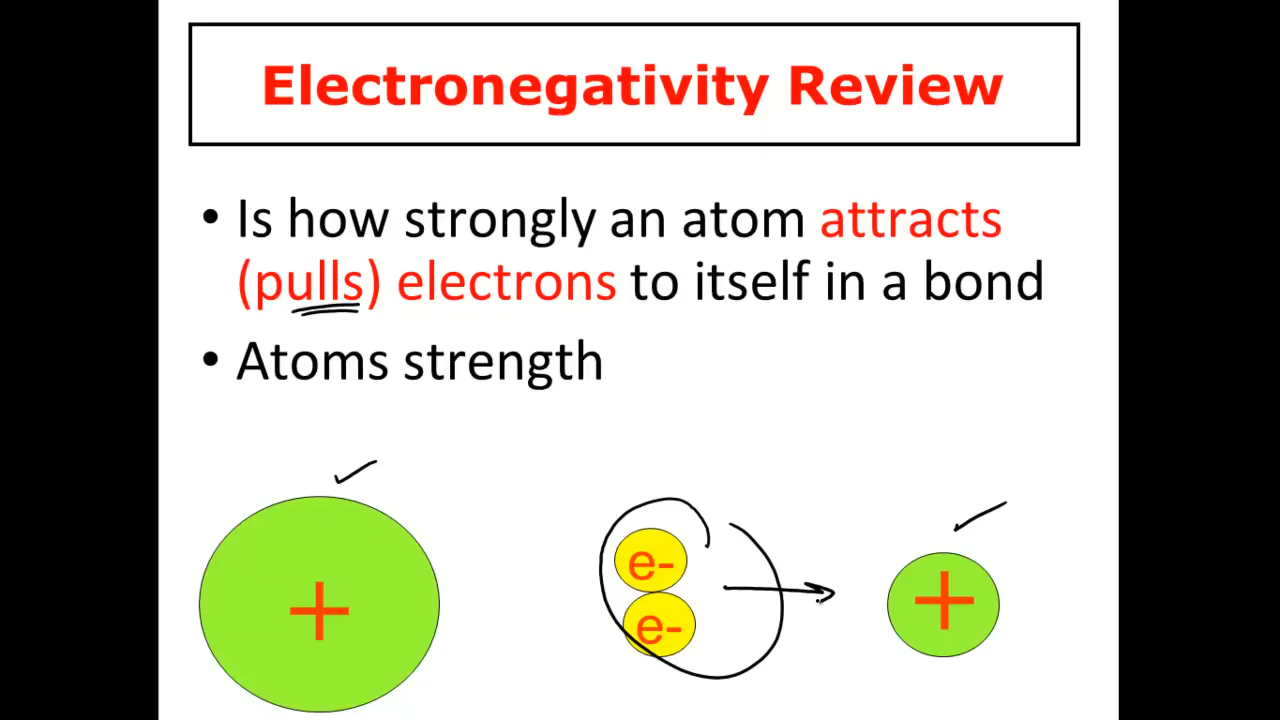 Electronegativity Review
• Is how strongly an atom attracts
(pulls) electrons to itself in a bond
• Atoms strength
+
e-
e-
+